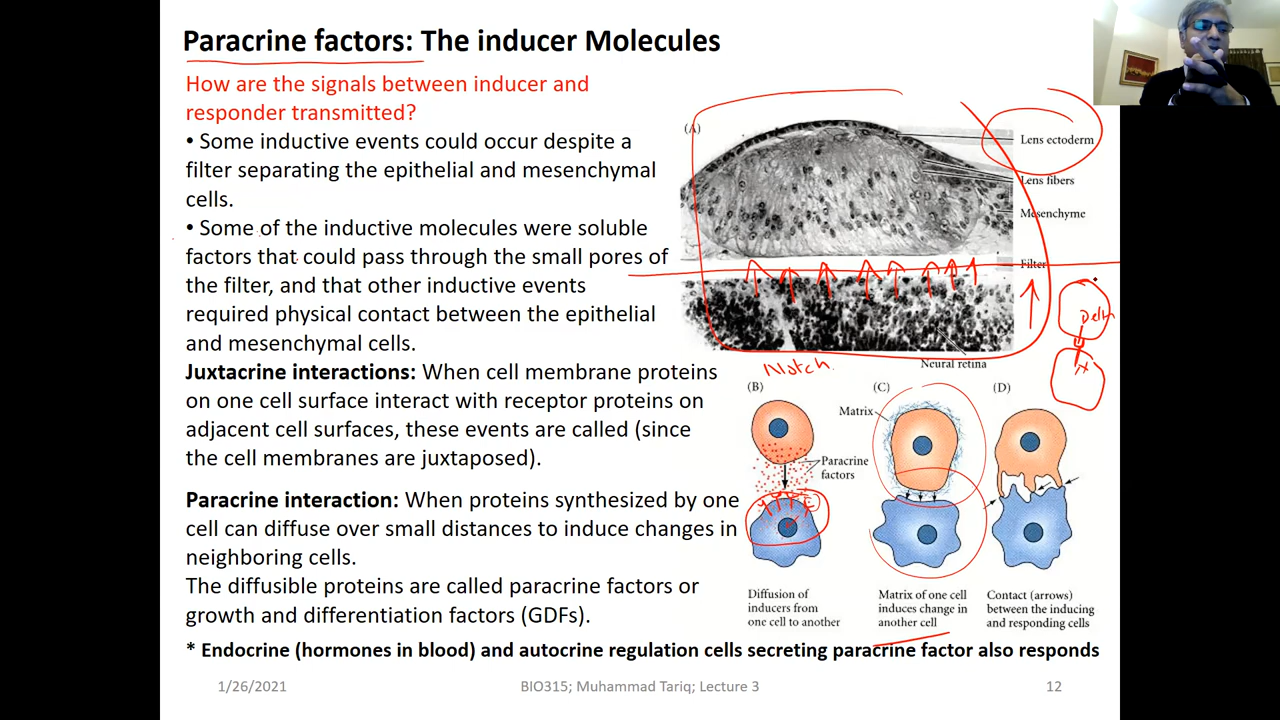 Paracrine factors: The inducer Molecules
How are the signals between inducer and
responder transmitted?
• Some inductive events could occur despite a
filter separating the epithelial and mesenchymal
cells.
• Some of the inductive molecules were soluble
factors that could pass through the small pores of
the filter, and that other inductive events
required physical contact between the epithelial
and mesenchymal cells.
Juxtacrine interactions: When cell membrane proteins
on one cell surface interact with receptor proteins on
adjacent cell surfaces, these events are called (since
the cell membranes are juxtaposed).
Paracrine interaction: When proteins synthesized by one
cell can diffuse over small distances to induce changes in
neighboring cells.
The diffusible proteins are called paracrine factors or
growth and differentiation factors (GDFs).
* Endocrine (hormones in blood) and autocrine regulation cells secreting paracrine factor also responds
(A)
Lens ectoderm
Lens fibers
Mesenchyme
Filter
Neural retina
Notch
(B)
Paracrine
factors
Diffusion of
inducers from
one cell to another
(C)
Matrix
Matrix of one cell
induces change in
another cell
(D)
Contact (arrows)
between the inducing
and responding cells
1/26/2021
BIO315; Muhammad Tariq; Lecture 3
12